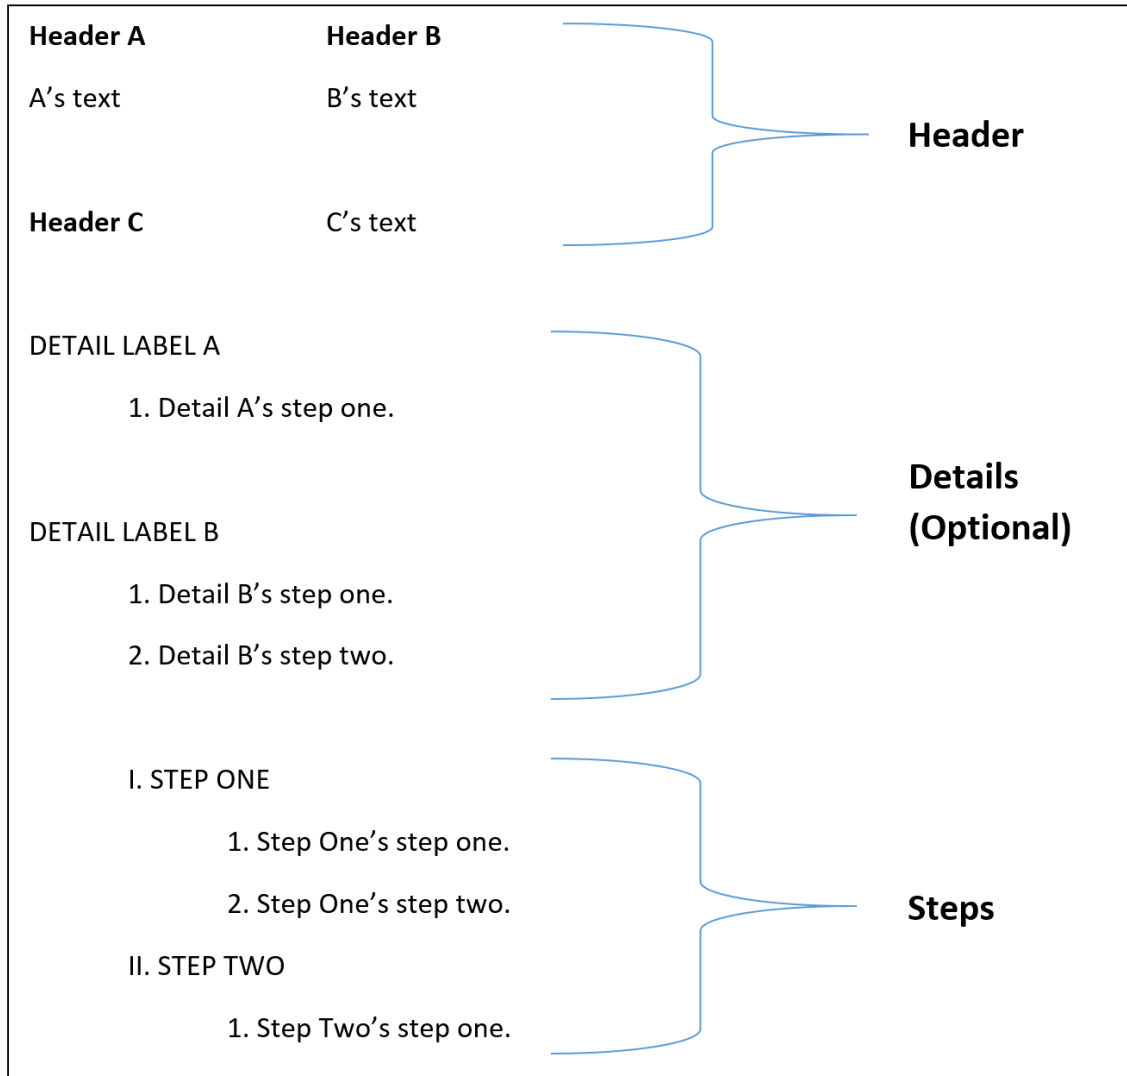 Header A Header B
A’s text B’s text
Header
Header C C’s text
DETAIL LABEL A
1. Detail A’s step one.
Details
(Optional)
DETAIL LABEL B
1. Detail B’s step one.
2. Detail B’s step two.
I. STEP ONE
1. Step One’s step one.
2. Step One’s step two.
Steps
II. STEP TWO
1. Step Two’s step one.